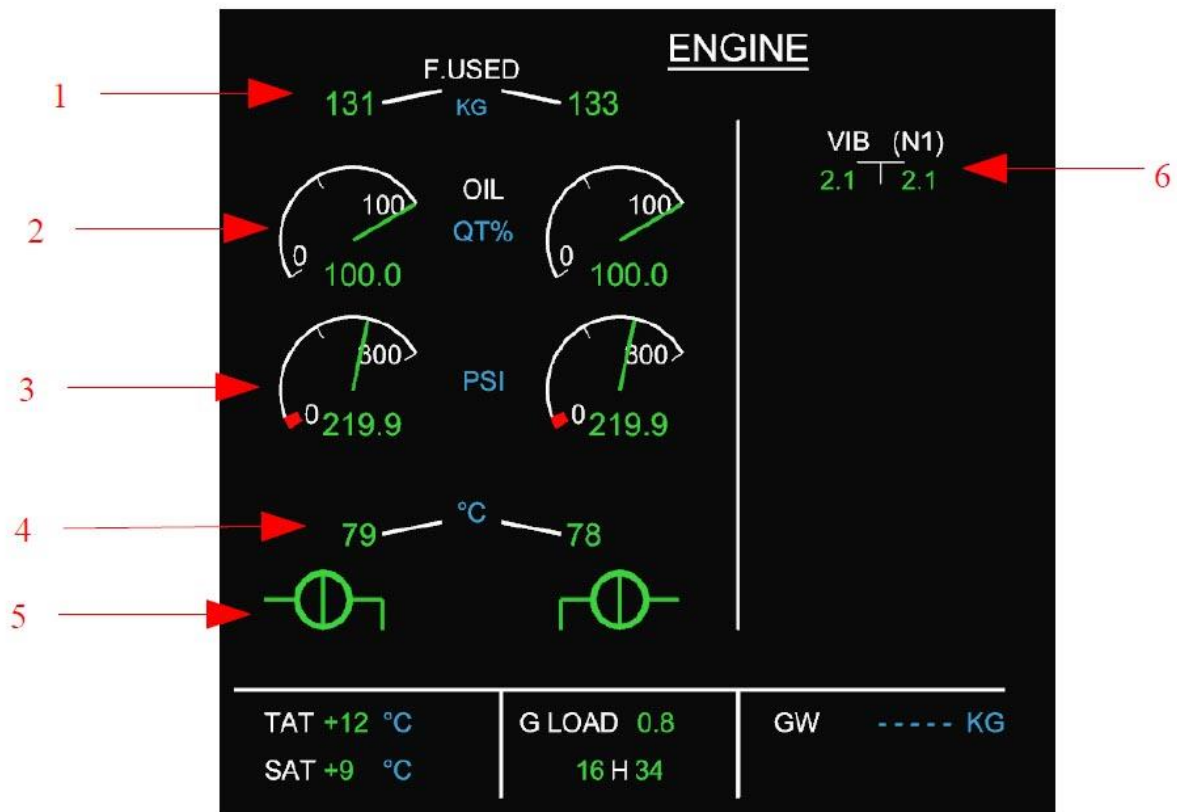 ENGINE
F.USED
1
131 KG 133
VIB (N1)
2.1 2.1
6
2
0 100
OIL
QT%
0 100
100.0 100.0
3
0 300
PSI
0 300
219.9 219.9
4
°C
79 78
5
TAT +12 °C
G LOAD 0.8
GW ----- KG
SAT +9 °C
16 H 34